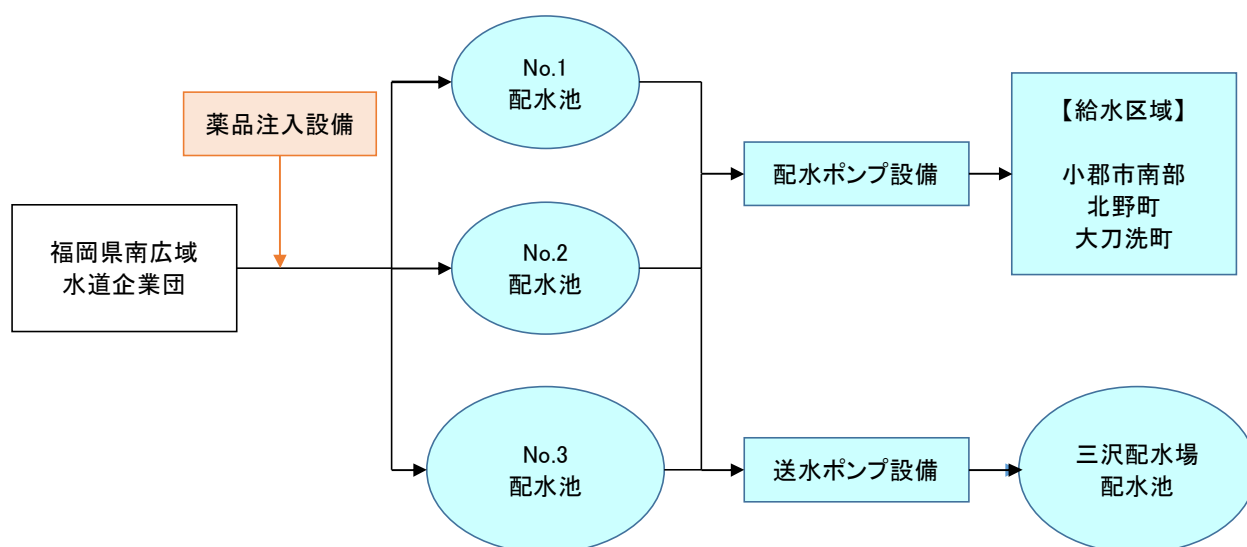 薬品注入設備
福岡県南広域
水道企業団
No.1
配水池
No.2
配水池
No.3
配水池
配水ポンプ設備
送水ポンプ設備
【給水区域】
小郡市南部
北野町
大刀洗町
三沢配水場
配水池